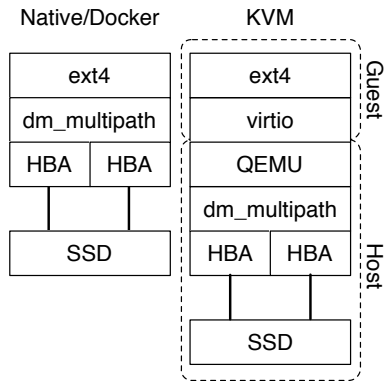 Native/Docker
ext4
dm_multipath
HBA HBA
SSD
KVM
ext4
virtio
QEMU
dm_multipath
HBA HBA
SSD
Guest
Host